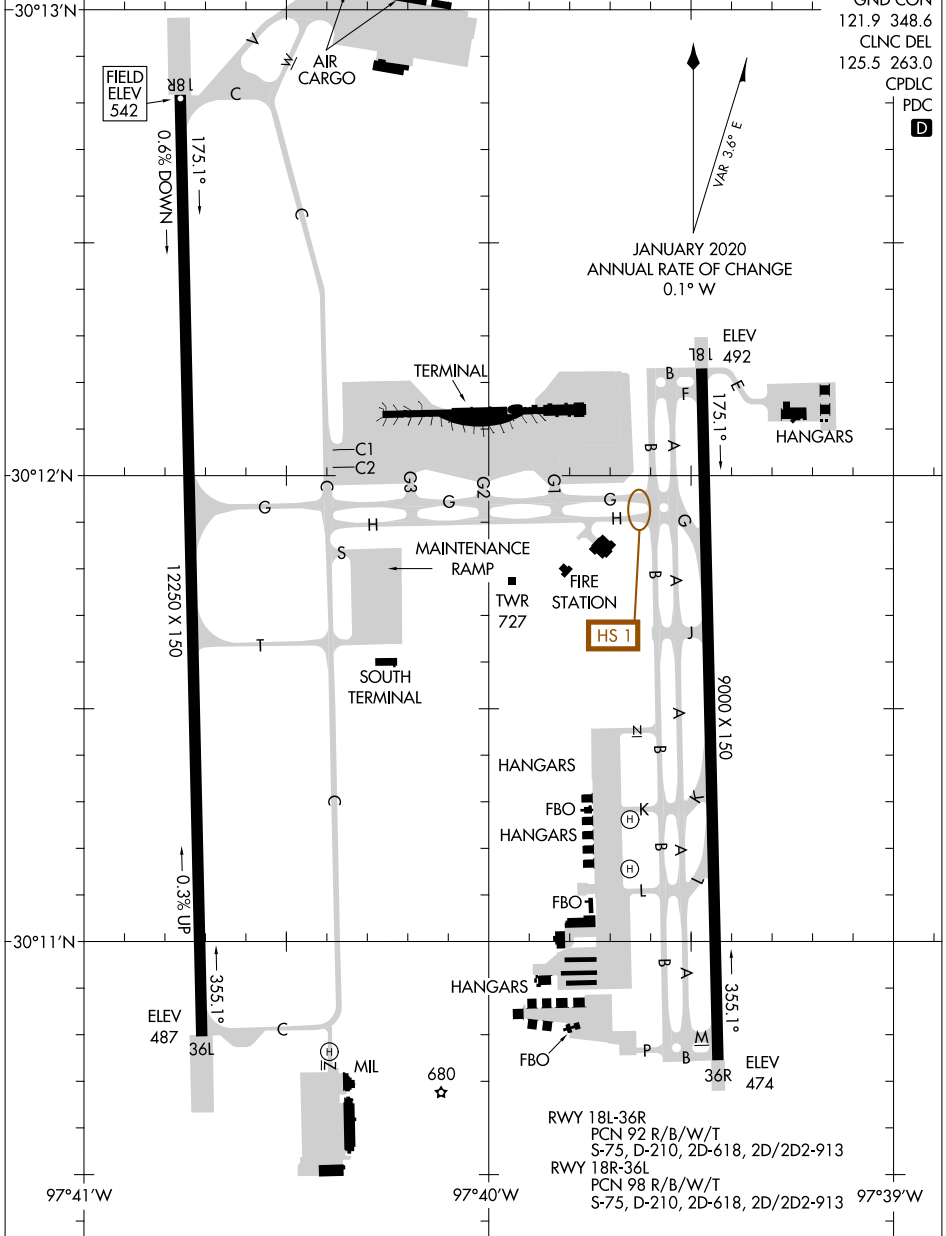 30°13'N
GND CON
121.9 348.6
CLNC DEL
125.5 263.0
CPDLC
PDC
D
V
W
AIR
CARGO
FIELD
ELEV
542
18R
C
0.6% DOWN
175.1°
C
VAR 3.6° E
JANUARY 2020
ANNUAL RATE OF CHANGE
0.1° W
ELEV
492
18L
TERMINAL
B
F
E
175.1°
HANGARS
B
A
C1
C2
30°12'N
C
G3
G2
G1
G
G
G
G
H
H
S
MAINTENANCE
RAMP
TWR
727
FIRE
STATION
HS 1
B
A
J
12250 X 150
T
SOUTH
TERMINAL
9000 X 150
A
N
B
HANGARS
C
K
FBO
K
H
HANGARS
B
A
H
L
L
0.3% UP
FBO
30°11'N
B
A
355.1°
355.1°
HANGARS
ELEV
487
36L
C
H
Z
MIL
680
FBO
P
B
M
36R
ELEV
474
RWY 18L-36R
PCN 92 R/B/W/T
S-75, D-210, 2D-618, 2D/2D2-913
RWY 18R-36L
PCN 98 R/B/W/T
S-75, D-210, 2D-618, 2D/2D2-913
97°41'W
97°40'W
97°39'W